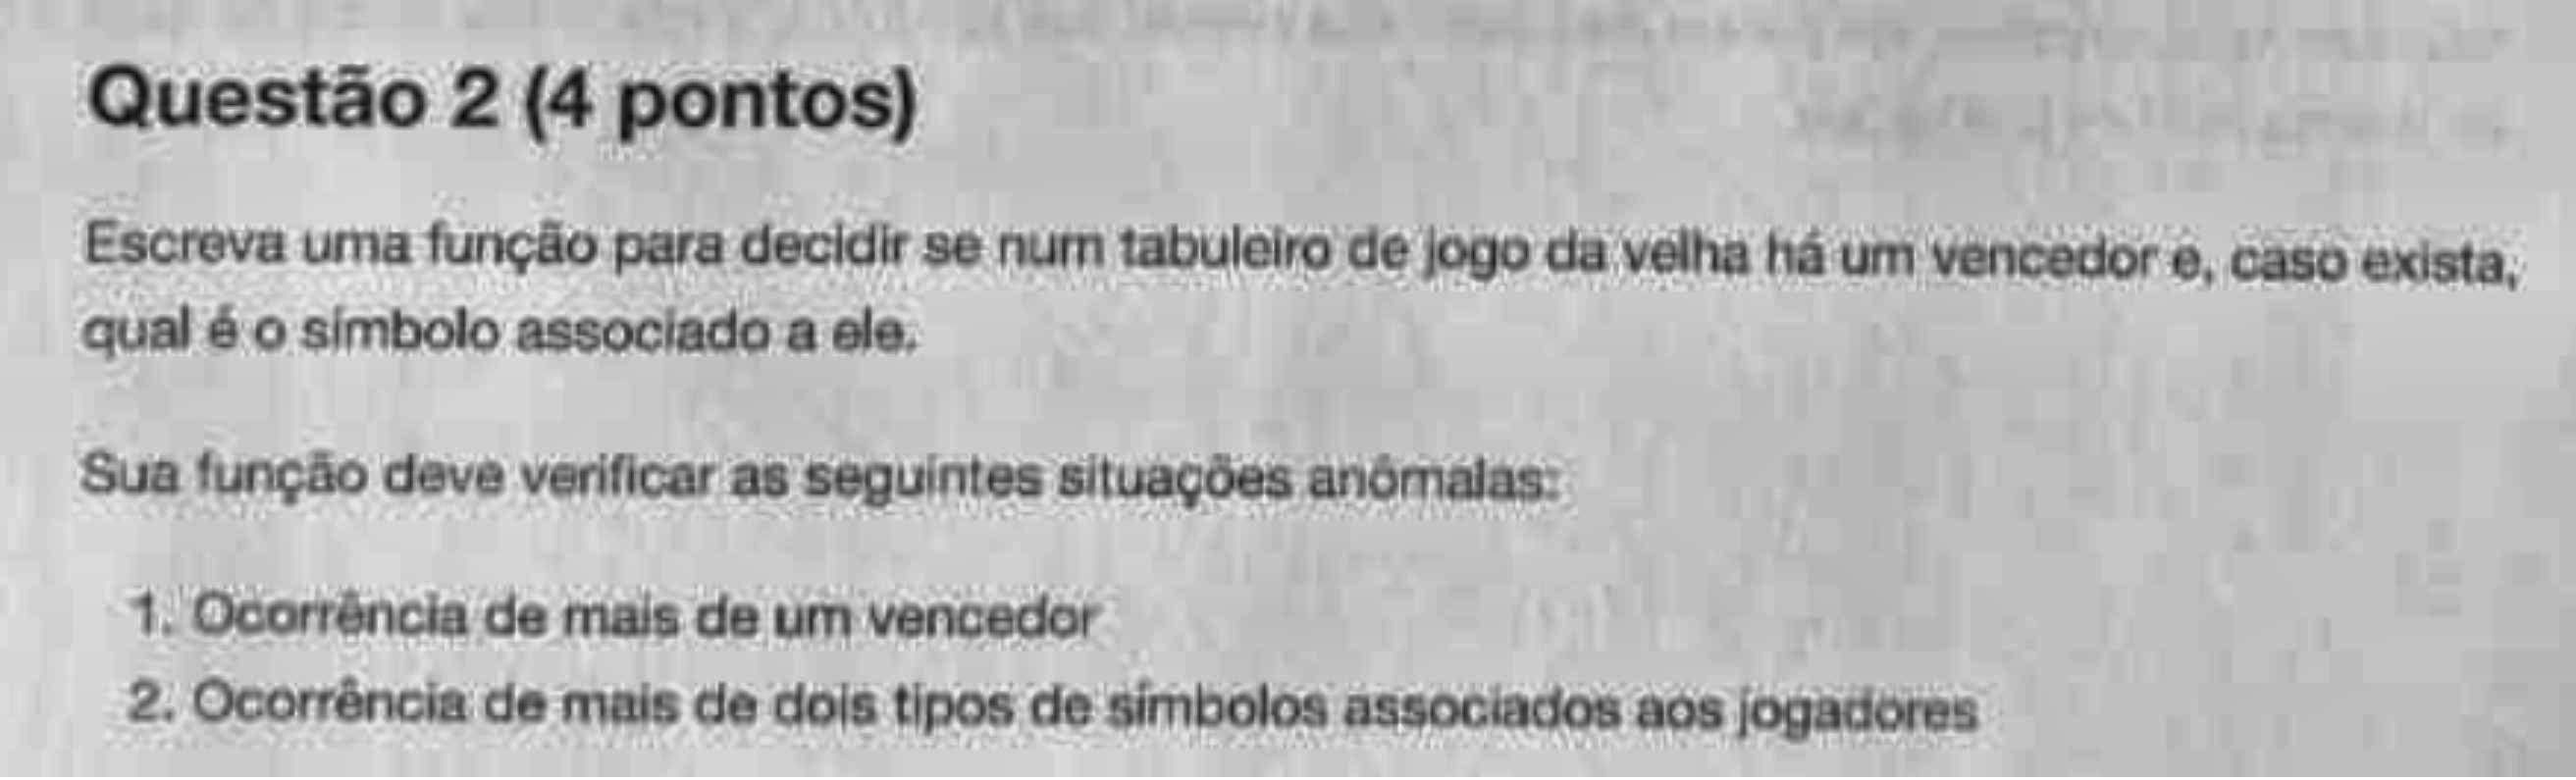 Questão 2 (4 pontos)
Escreva uma função para decidir se num tabuleiro de jogo da velha há um vencedor e, caso exista,
qual é o símbolo associado a ele.
Sua função deve verificar as seguintes situações anômalas:
1. Ocorrência de mais de um vencedor
2. Ocorrência de mais de dois tipos de símbolos associados aos jogadores